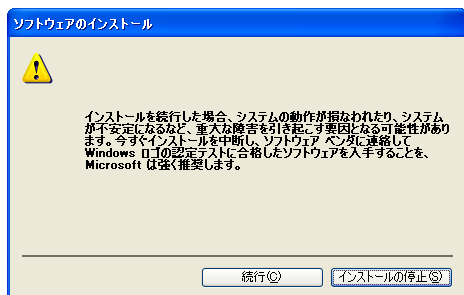 ソフトウェアのインストール
インストールを続行した場合、システムの動作が損なわれたり、システム
が不安定になるなど、重大な障害を引き起こす要因となる可能性があり
ます。今すぐインストールを中断し、ソフトウェア ベンダに連絡して
Windows ロゴの認定テストに合格したソフトウェアを入手することを、
Microsoft は強く推奨します。
続行(C) インストールの停止(S)